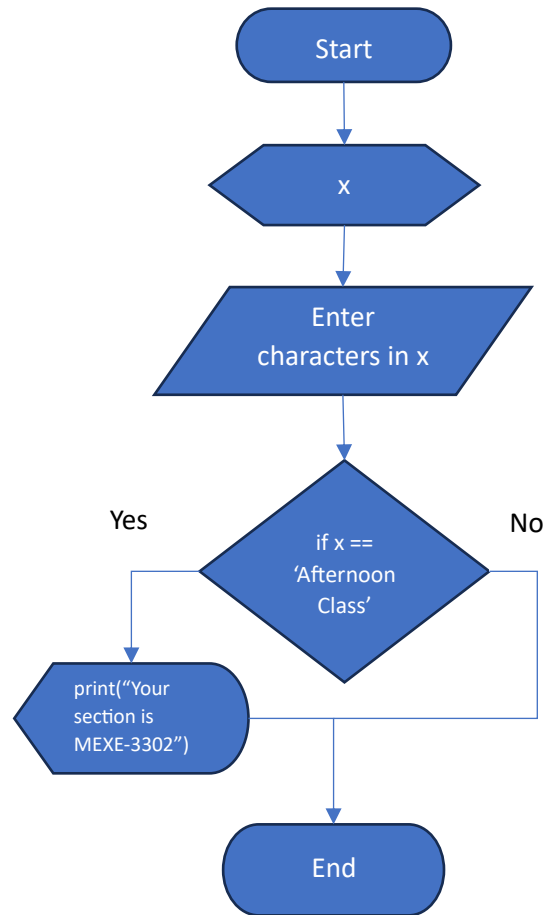 Start
x
Enter
characters in x
Yes
No
if x ==
‘Afternoon
Class’
print(“Your
section is
MEXE-3302”)
End